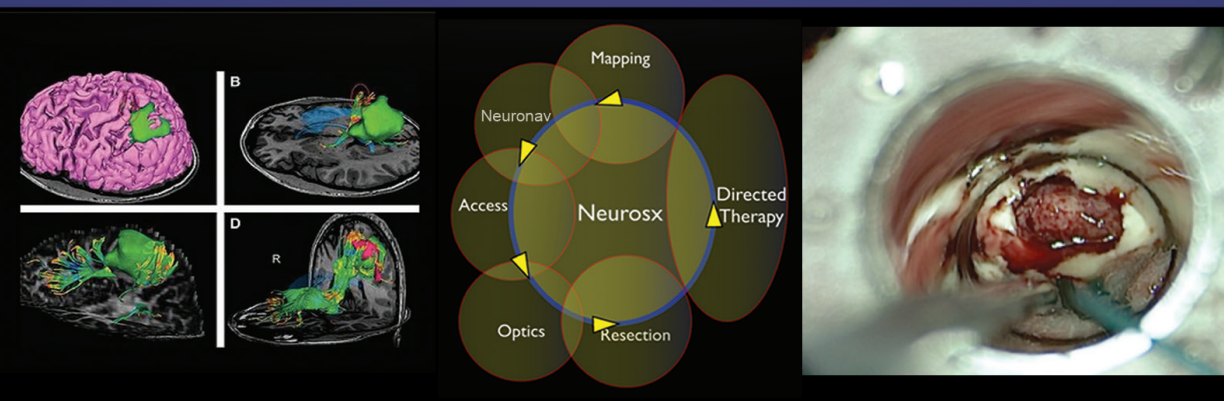 B
D
R
Mapping
Neuronav
Access
Neurosx
Directed
Therapy
Optics
Resection